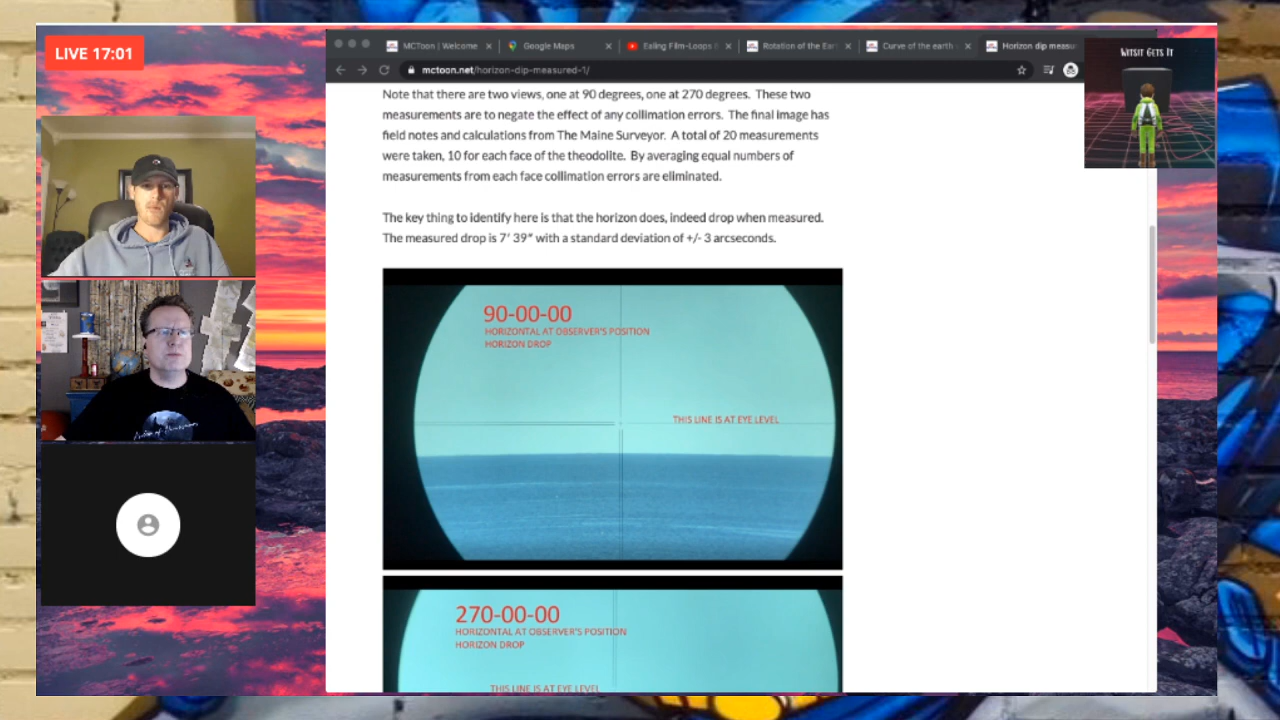 LIVE 17:01
MCToon | Welcome
Google Maps
Ealing Film-Loops
Rotation of the Ear
Curve of the earth
Horizon dip measu
mctoon.net/horizon-dip-measured-1/
WITSIT GETS IT
Note that there are two views, one at 90 degrees, one at 270 degrees. These two
measurements are to negate the effect of any collimation errors. The final image has
field notes and calculations from The Maine Surveyor. A total of 20 measurements
were taken, 10 for each face of the theodolite. By averaging equal numbers of
measurements from each face collimation errors are eliminated.
The key thing to identify here is that the horizon does, indeed drop when measured.
The measured drop is 7' 39" with a standard deviation of +/- 3 arcseconds.
90-00-00
HORIZONTAL AT OBSERVER'S POSITION
HORIZON DROP
THIS LINE IS AT EYE LEVEL
270-00-00
HORIZONTAL AT OBSERVER'S POSITION
HORIZON DROP
THIS LINE IS AT EYE LEVEL